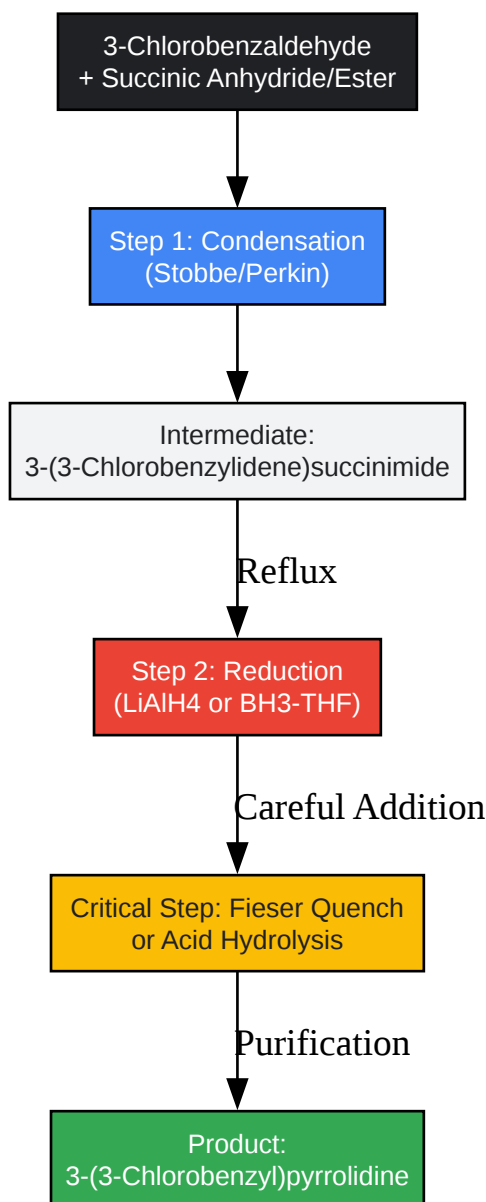 3-Chlorobenzaldehyde
+ Succinic Anhydride/Ester
Step 1: Condensation
(Stobbe/Perkin)
Intermediate:
3-(3-Chlorobenzylidene)succinimide
Reflux
Step 2: Reduction
(LiAlH4 or BH3-THF)
Careful Addition
Critical Step: Fieser Quench
or Acid Hydrolysis
Purification
Product:
3-(3-Chlorobenzyl)pyrrolidine